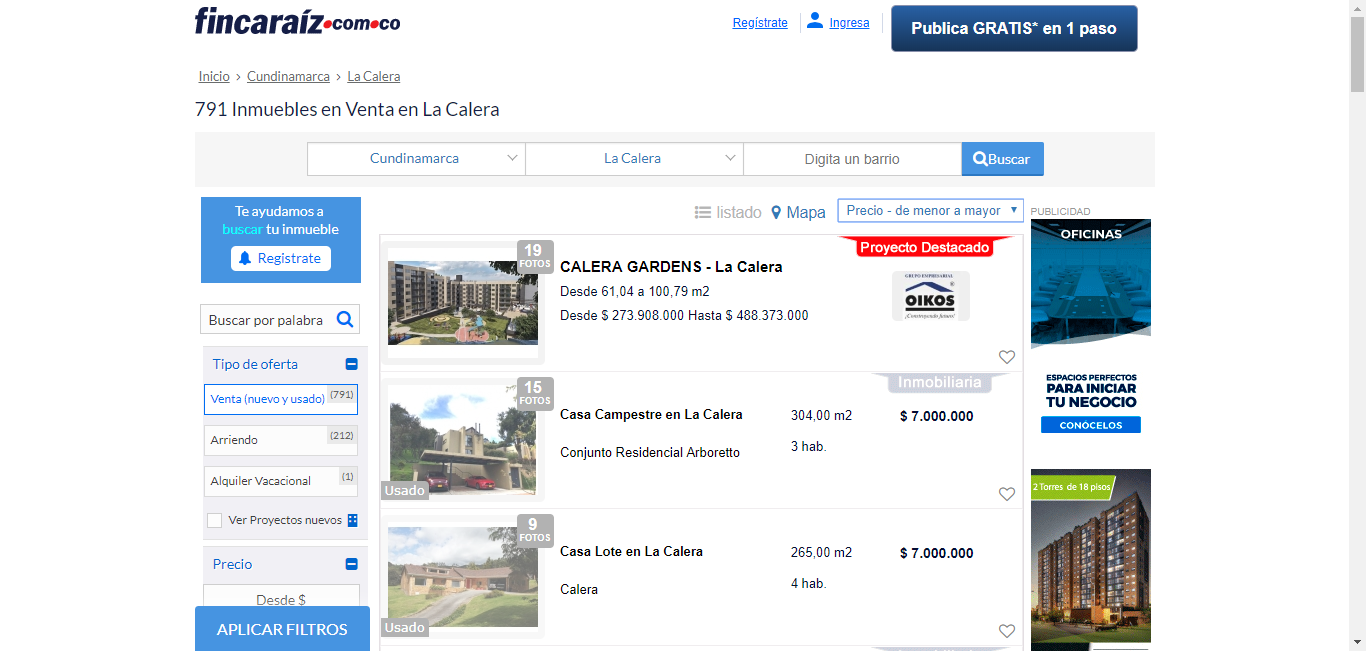 fincaraíz.com.co
Regístrate
Ingresa
Publica GRATIS* en 1 paso
Inicio › Cundinamarca › La Calera
791 Inmuebles en Venta en La Calera
Cundinamarca
La Calera
Digita un barrio
Buscar
Te ayudamos a
buscar tu inmueble
Registrate
Buscar por palabra
Tipo de oferta
Venta (nuevo y usado) (791)
Arriendo (212)
Alquiler Vacacional (1)
Ver Proyectos nuevos
Precio
Desde $
APLICAR FILTROS
listado
Mapa
Precio - de menor a mayor
19
FOTOS
CALERA GARDENS - La Calera
Desde 61,04 a 100,79 m2
Desde $ 273.908.000 Hasta $ 488.373.000
Proyecto Destacado
GRUPO EMPRESARIAL
OIKOS
¡Construyendo futuro!
15
FOTOS
Usado
Casa Campestre en La Calera
Conjunto Residencial Arboretto
304,00 m2
3 hab.
Inmobiliaria
$ 7.000.000
9
FOTOS
Usado
Casa Lote en La Calera
Calera
265,00 m2
4 hab.
$ 7.000.000
PUBLICIDAD
OFICINAS
ESPACIOS PERFECTOS
PARA INICIAR
TU NEGOCIO
CONÓCELOS
2 Torres de 18 pisos